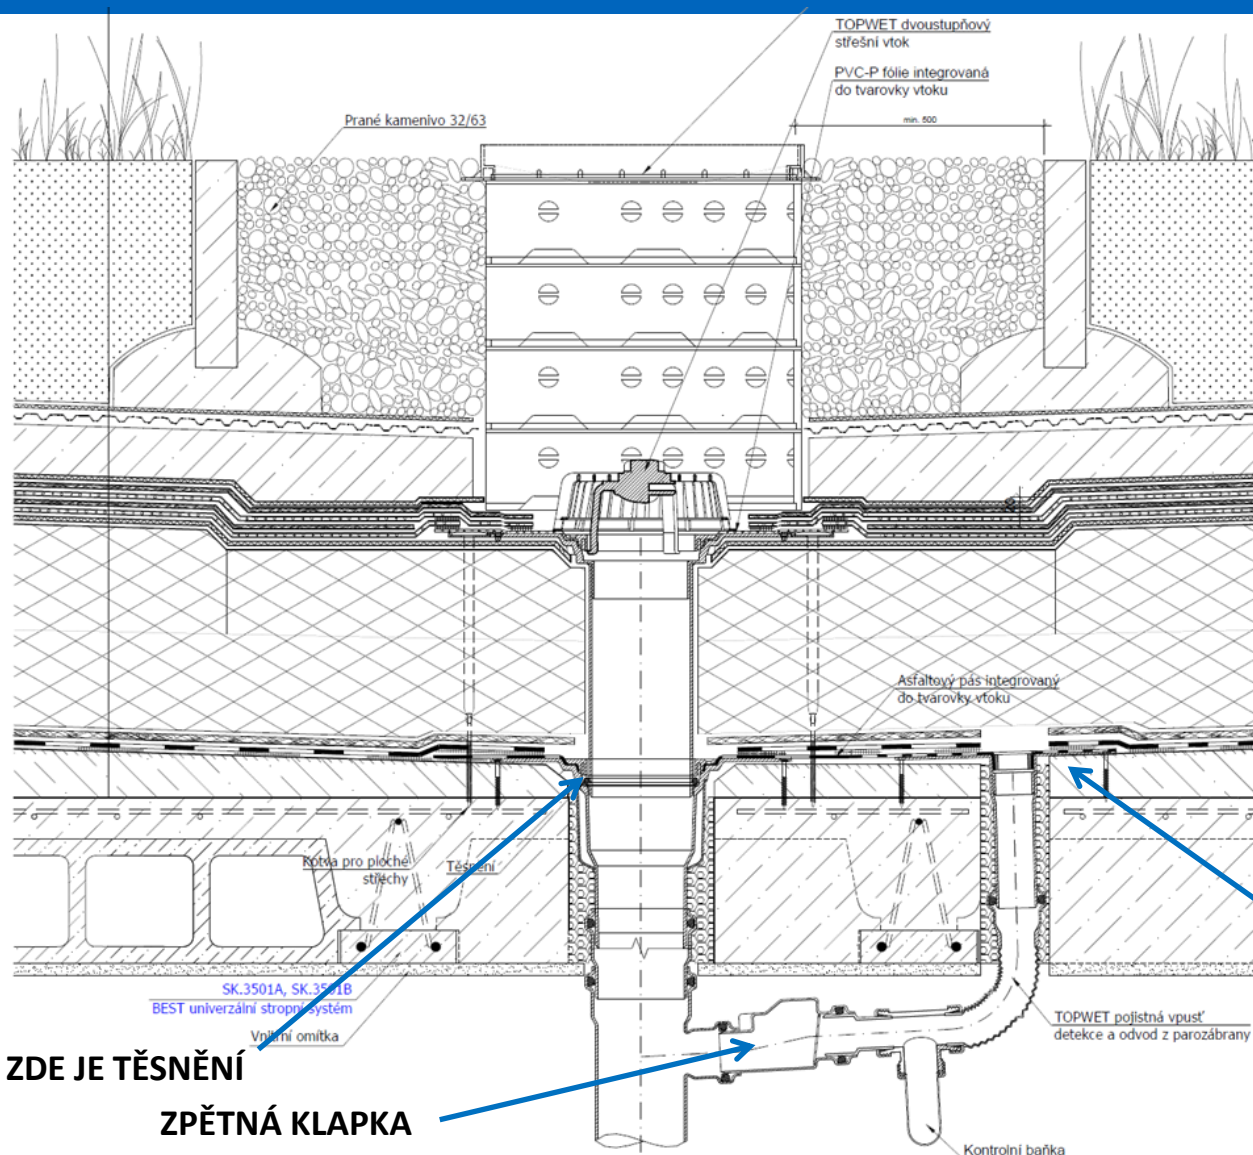 TOPWET dvoustupňový
střešní vtok
PVC-P fólie integrovaná
do tvarovky vtoku
min. 500
Prané kamenivo 32/63
Asfaltový pás integrovaný
do tvarovky vtoku
Kotva pro ploché
střechy
Těsnění
SK.3501A, SK.3501B
BEST univerzální stropní systém
Vnitřní omítka
TOPWET pojistná vpusť
detekce a odvod z parozábrany
ZDE JE TĚSNĚNÍ
ZPĚTNÁ KLAPKA
Kontrolní baňka